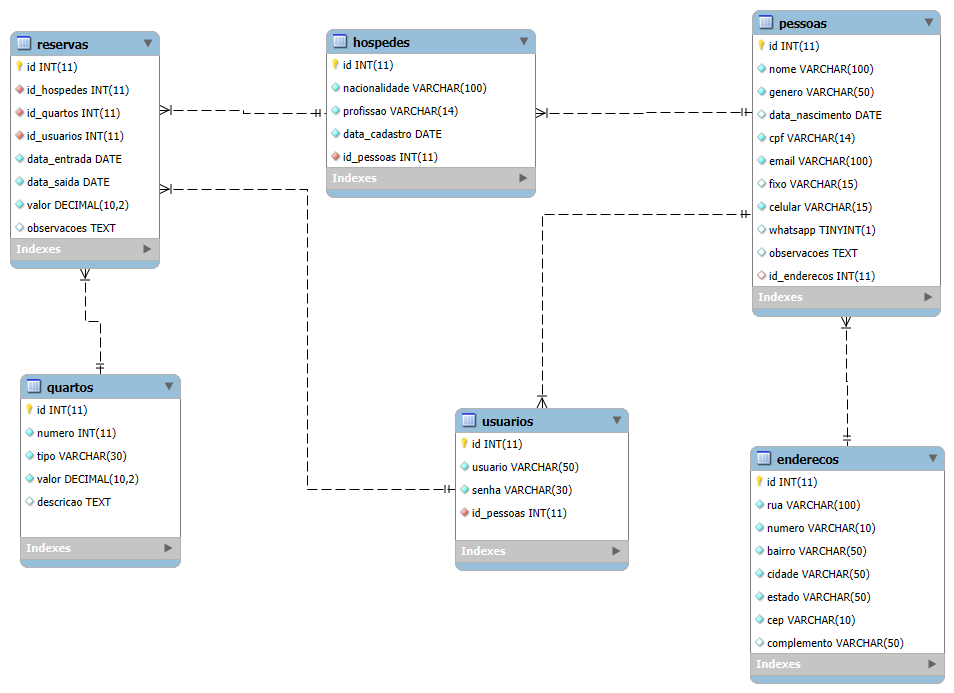 reservas
id INT(11)
id_hospedes INT(11)
id_quartos INT(11)
id_usuarios INT(11)
data_entrada DATE
data_saida DATE
valor DECIMAL(10,2)
observacoes TEXT
Indexes
hospedes
id INT(11)
nacionalidade VARCHAR(100)
profissao VARCHAR(14)
data_cadastro DATE
id_pessoas INT(11)
Indexes
pessoas
id INT(11)
nome VARCHAR(100)
genero VARCHAR(50)
data_nascimento DATE
cpf VARCHAR(14)
email VARCHAR(100)
fixo VARCHAR(15)
celular VARCHAR(15)
whatsapp TINYINT(1)
observacoes TEXT
id_enderecos INT(11)
Indexes
quartos
id INT(11)
numero INT(11)
tipo VARCHAR(30)
valor DECIMAL(10,2)
descricao TEXT
Indexes
usuarios
id INT(11)
usuario VARCHAR(50)
senha VARCHAR(30)
id_pessoas INT(11)
Indexes
enderecos
id INT(11)
rua VARCHAR(100)
numero VARCHAR(10)
bairro VARCHAR(50)
cidade VARCHAR(50)
estado VARCHAR(50)
cep VARCHAR(10)
complemento VARCHAR(50)
Indexes